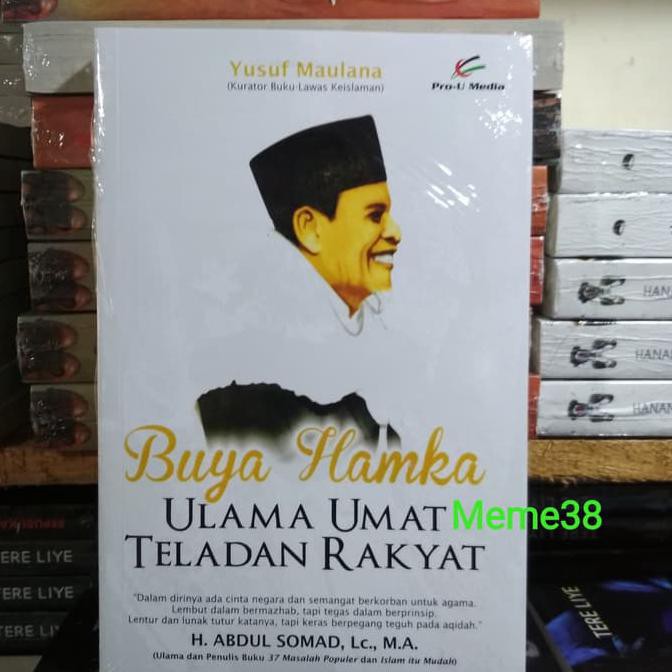 Yusuf Maulana
(Kurator Buku Lawas Keislaman)
Pro-U Media
Buya Hamka
ULAMA UMAT
TELADAN RAKYAT
Meme38
"Dalam dirinya ada cinta negara dan semangat berkorban untuk agama.
Lembut dalam bermazhab, tapi tegas dalam berprinsip.
Lentur dan lunak tutur katanya, tapi keras berpegang teguh pada aqidah."
H. ABDUL SOMAD, Lc., M.A.
(Ulama dan Penulis Buku 37 Masalah Populer dan Islam itu Mudah)
TERE LIYE
TERE LIYE
TERE LIYE
HANA
HANA
HANAN
TERE LIYE